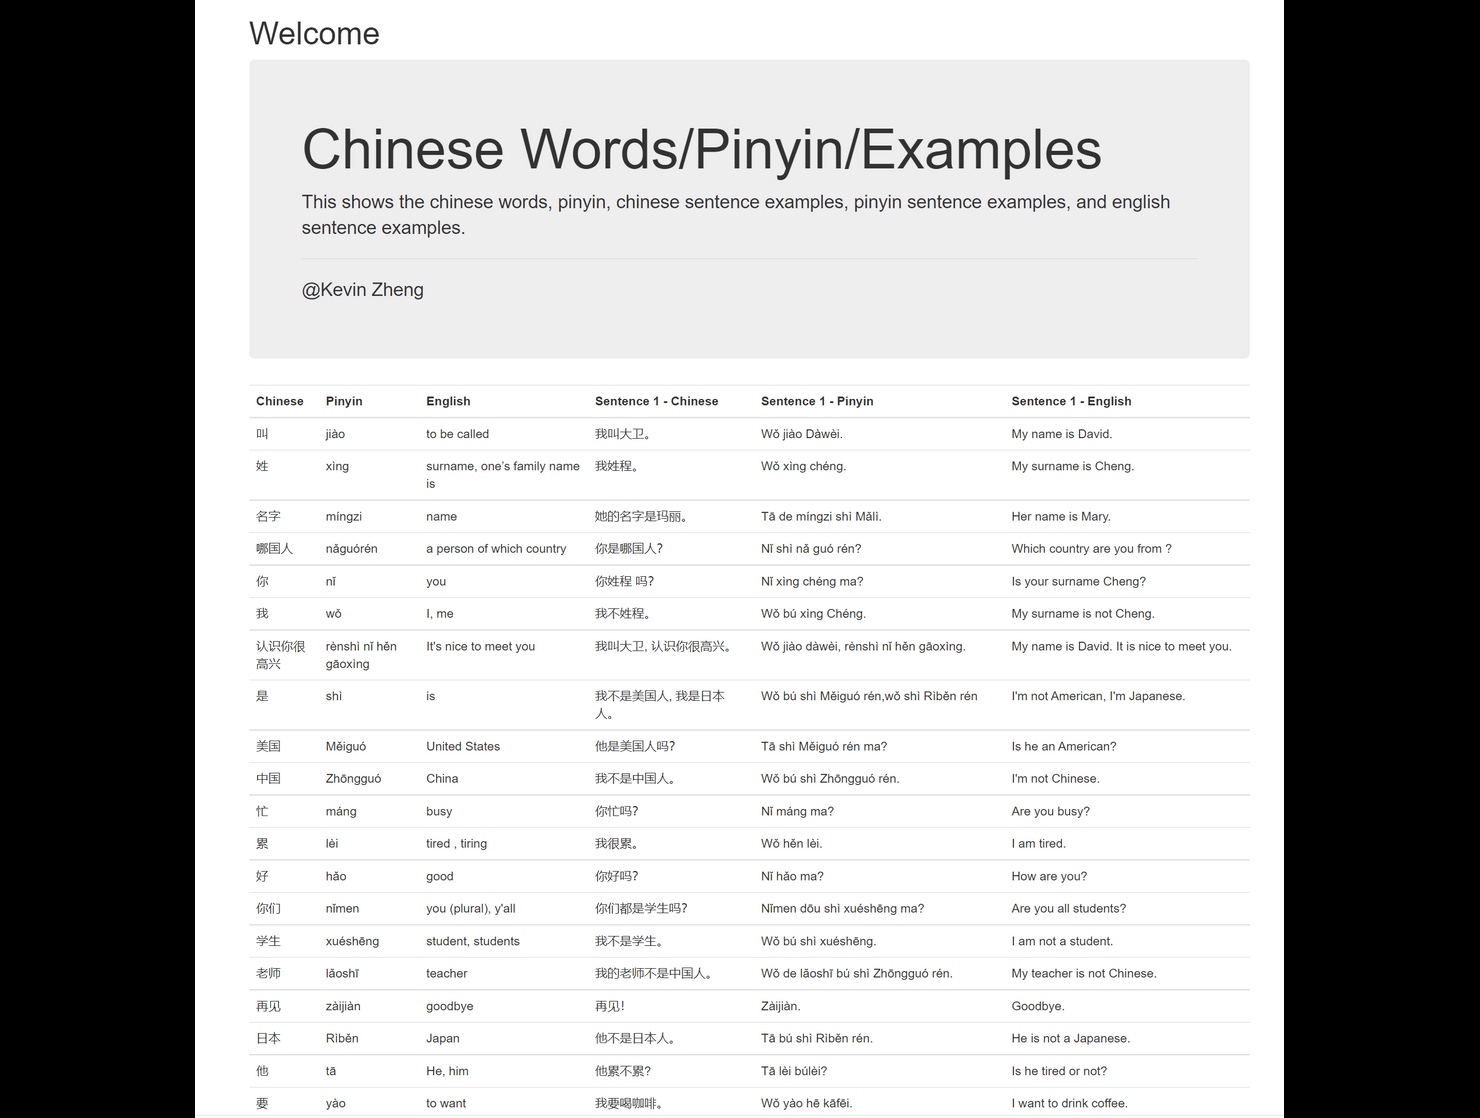 Welcome
Chinese Words/Pinyin/Examples
This shows the chinese words, pinyin, chinese sentence examples, pinyin sentence examples, and english
sentence examples.
@Kevin Zheng
Chinese Pinyin English Sentence 1 - Chinese Sentence 1 - Pinyin Sentence 1 - English
叫 jiào to be called 我叫大卫。 Wǒ jiào Dàwèi. My name is David.
姓 xìng surname, one’s family name 我姓程。 Wǒ xìng chéng. My surname is Cheng.
is
名字 míngzi name 她的名字是玛丽。 Tā de míngzi shì Mǎlì. Her name is Mary.
哪国人 nǎguórén a person of which country 你是哪国人? Nǐ shì nǎ guó rén? Which country are you from ?
你 nǐ you 你姓程 吗? Nǐ xìng chéng ma? Is your surname Cheng?
我 wǒ I, me 我不姓程。 Wǒ bú xìng Chéng. My surname is not Cheng.
认识你很 rènshì nǐ hěn It's nice to meet you 我叫大卫, 认识你很高兴。 Wǒ jiào dàwèi, rènshì nǐ hěn gāoxìng. My name is David. It is nice to meet you.
高兴 gāoxìng
是 shì is 我不是美国人, 我是日本 Wǒ bú shì Měiguó rén,wǒ shì Rìběn rén I'm not American, I'm Japanese.
人。
美国 Měiguó United States 他是美国人吗? Tā shì Měiguó rén ma? Is he an American?
中国 Zhōngguó China 我不是中国人。 Wǒ bú shì Zhōngguó rén. I'm not Chinese.
忙 máng busy 你忙吗? Nǐ máng ma? Are you busy?
累 lèi tired , tiring 我很累。 Wǒ hěn lèi. I am tired.
好 hǎo good 你好吗? Nǐ hǎo ma? How are you?
你们 nǐmen you (plural), y'all 你们都是学生吗? Nǐmen dōu shì xuéshēng ma? Are you all students?
学生 xuéshēng student, students 我不是学生。 Wǒ bú shì xuéshēng. I am not a student.
老师 lǎoshī teacher 我的老师不是中国人。 Wǒ de lǎoshī bú shì Zhōngguó rén. My teacher is not Chinese.
再见 zàijiàn goodbye 再见! Zàijiàn. Goodbye.
日本 Rìběn Japan 他不是日本人。 Tā bú shì Rìběn rén. He is not a Japanese.
他 tā He, him 他累不累? Tā lèi búlèi? Is he tired or not?
要 yào to want 我要喝咖啡。 Wǒ yào hē kāfēi. I want to drink coffee.